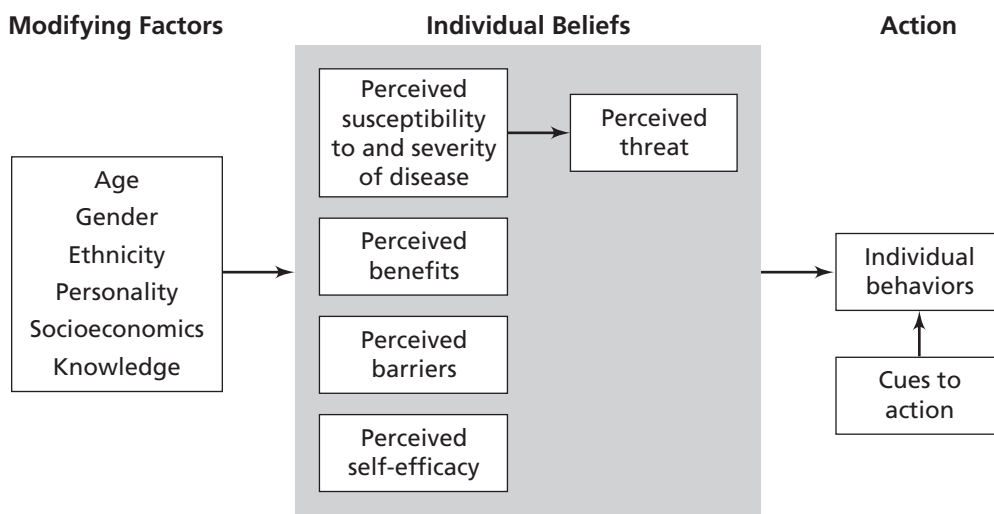 Modifying Factors
Individual Beliefs
Action
Age
Gender
Ethnicity
Personality
Socioeconomics
Knowledge
Perceived
susceptibility
to and severity
of disease
Perceived
threat
Perceived
benefits
Perceived
barriers
Perceived
self-efficacy
Individual
behaviors
Cues to
action